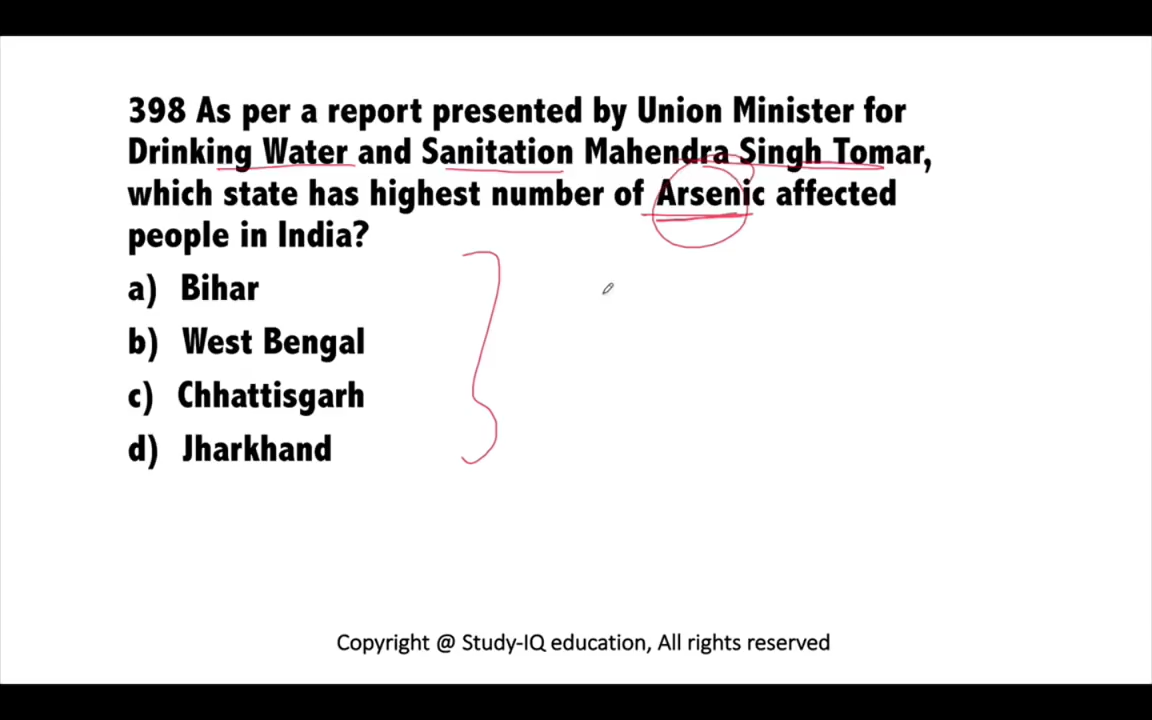 398 As per a report presented by Union Minister for
Drinking Water and Sanitation Mahendra Singh Tomar,
which state has highest number of Arsenic affected
people in India?
a) Bihar
b) West Bengal
c) Chhattisgarh
d) Jharkhand
Copyright @ Study-IQ education, All rights reserved